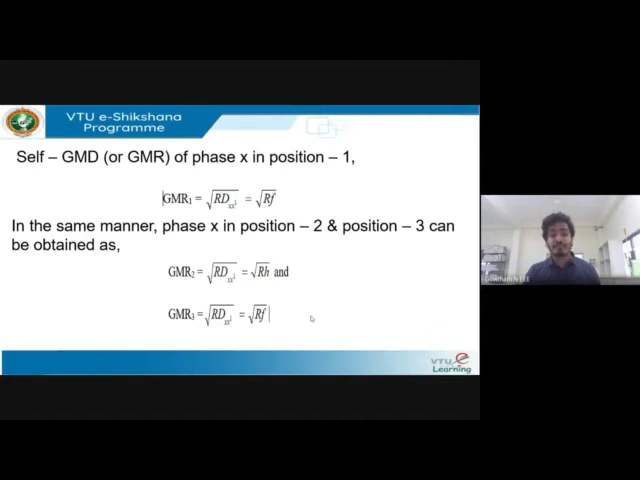 VTU e-Shikshana
Programme
Self – GMD (or GMR) of phase x in position – 1,
GMR₁ = √RDₓₓ¹ = √Rf
In the same manner, phase x in position – 2 & position – 3 can
be obtained as,
GMR₂ = √RDₓₓ¹ = √Rh and
GMR₃ = √RDₓₓ¹ = √Rf
VTU e
Learning